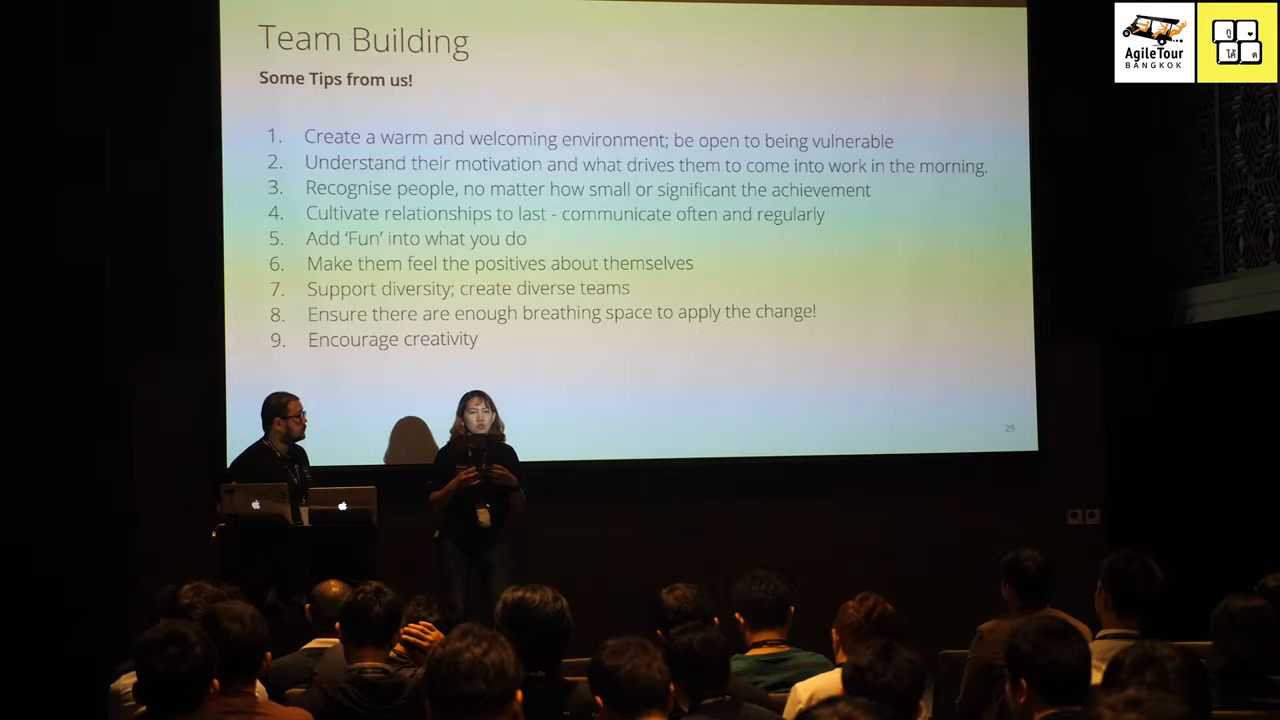 Team Building
Some Tips from us!
1. Create a warm and welcoming environment; be open to being vulnerable
2. Understand their motivation and what drives them to come into work in the morning.
3. Recognise people, no matter how small or significant the achievement
4. Cultivate relationships to last - communicate often and regularly
5. Add ‘Fun’ into what you do
6. Make them feel the positives about themselves
7. Support diversity; create diverse teams
8. Ensure there are enough breathing space to apply the change!
9. Encourage creativity
29
AgileTour
BANGKOK
กู
โค้ ด